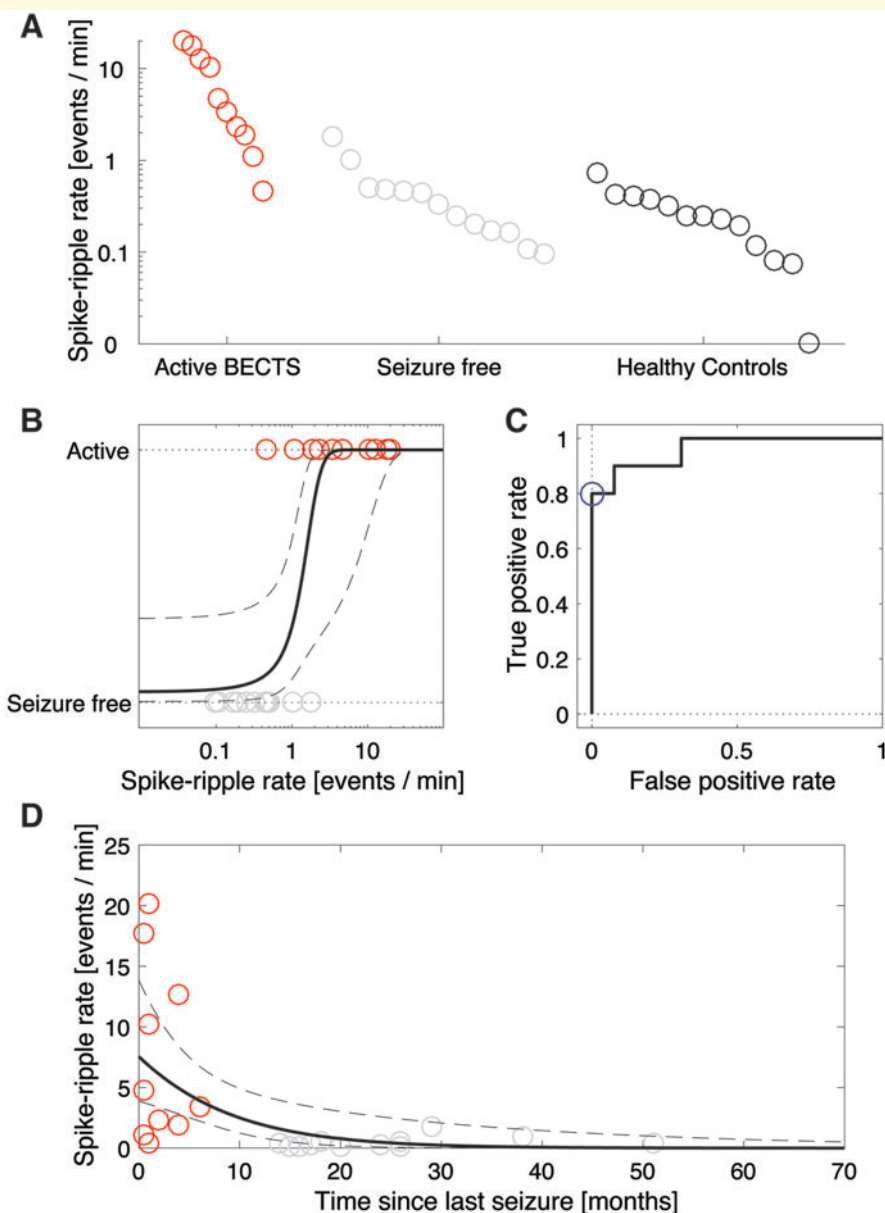 A
Spike-ripple rate [events / min]
10
1
0.1
0
Active BECTS
Seizure free
Healthy Controls
B
Active
Seizure free
0.1
1
10
Spike-ripple rate [events / min]
C
True positive rate
1
0.8
0.6
0.4
0.2
0
0
0.5
1
False positive rate
D
Spike-ripple rate [events / min]
25
20
15
10
5
0
0
10
20
30
40
50
60
70
Time since last seizure [months]